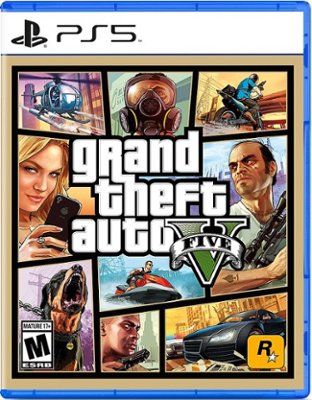 PS5
grand
theft
auto
V
FIVE
MATURE 17+
M
ESRB
R